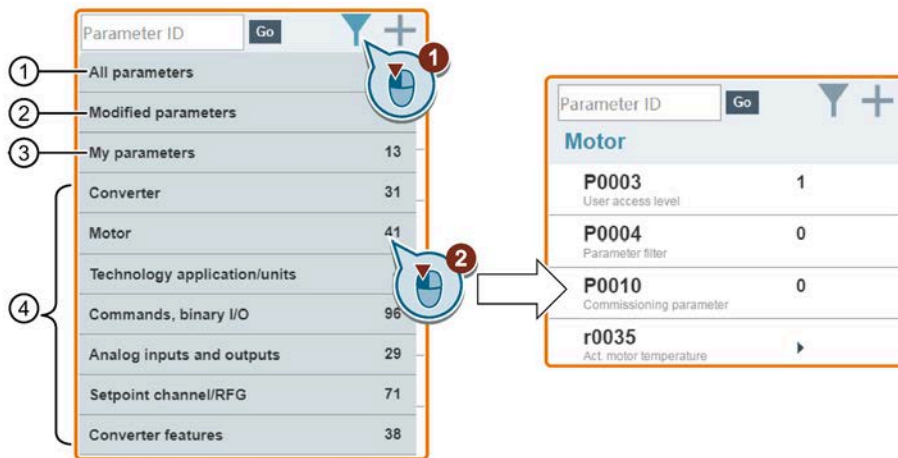 Parameter ID Go
① All parameters
② Modified parameters
③ My parameters 13
④
Converter 31
Motor 41
Technology application/units
Commands, binary I/O 96
Analog inputs and outputs 29
Setpoint channel/RFG 71
Converter features 38
1
2
Parameter ID Go
Motor
P0003 1
User access level
P0004 0
Parameter filter
P0010 0
Commissioning parameter
r0035
Act. motor temperature